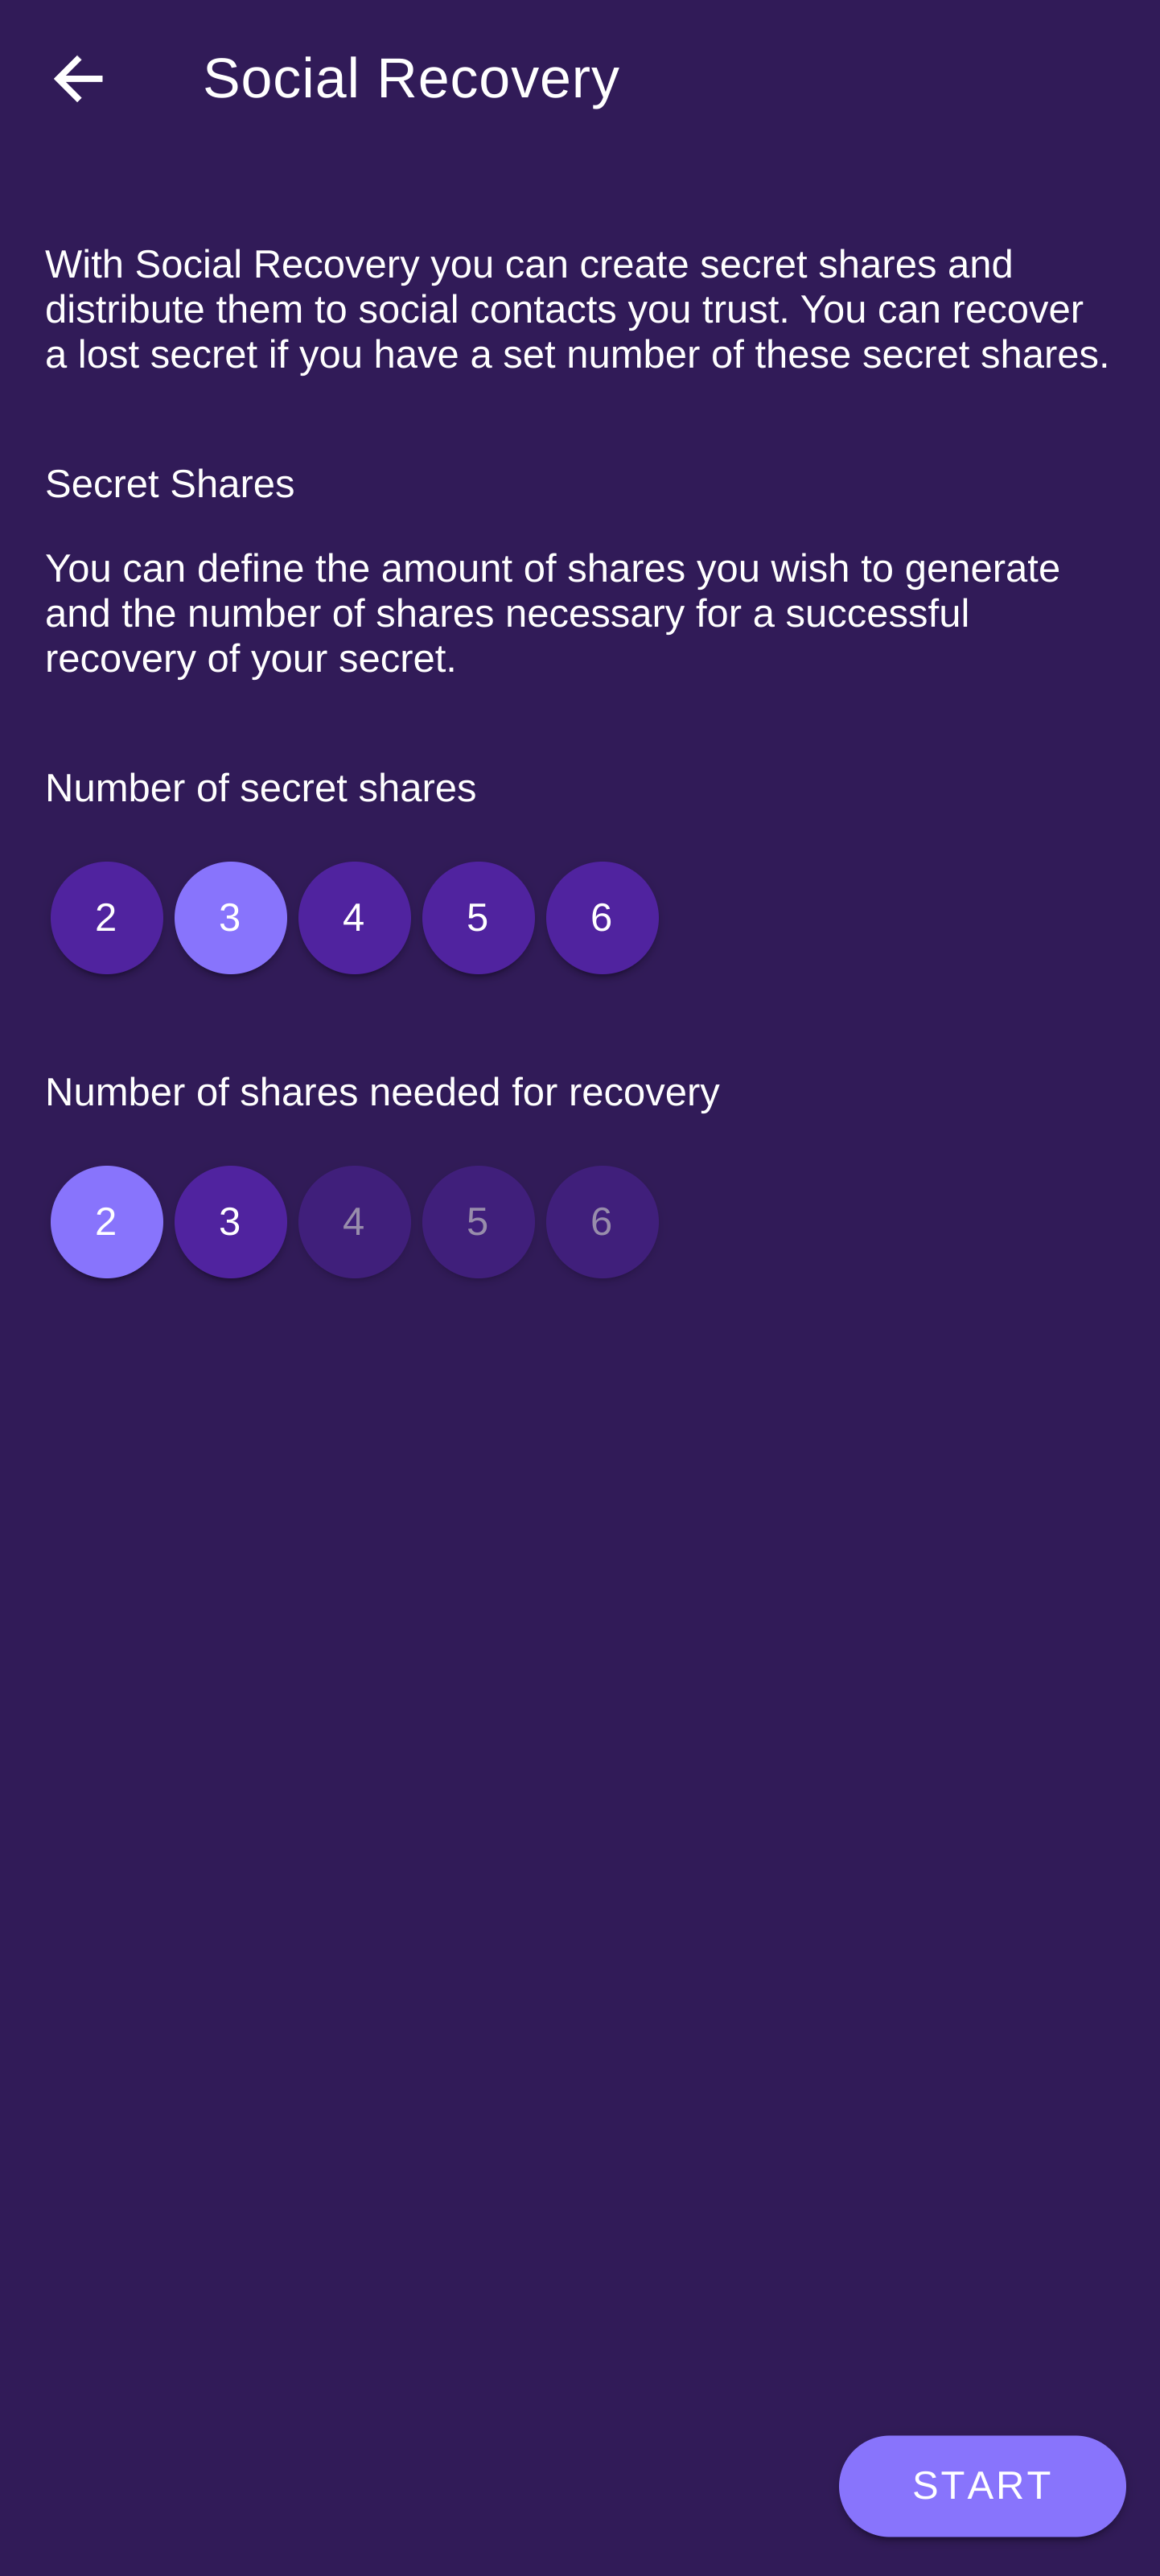 Social Recovery
With Social Recovery you can create secret shares and
distribute them to social contacts you trust. You can recover
a lost secret if you have a set number of these secret shares.
Secret Shares
You can define the amount of shares you wish to generate
and the number of shares necessary for a successful
recovery of your secret.
Number of secret shares
2 3 4 5 6
Number of shares needed for recovery
2 3 4 5 6
START